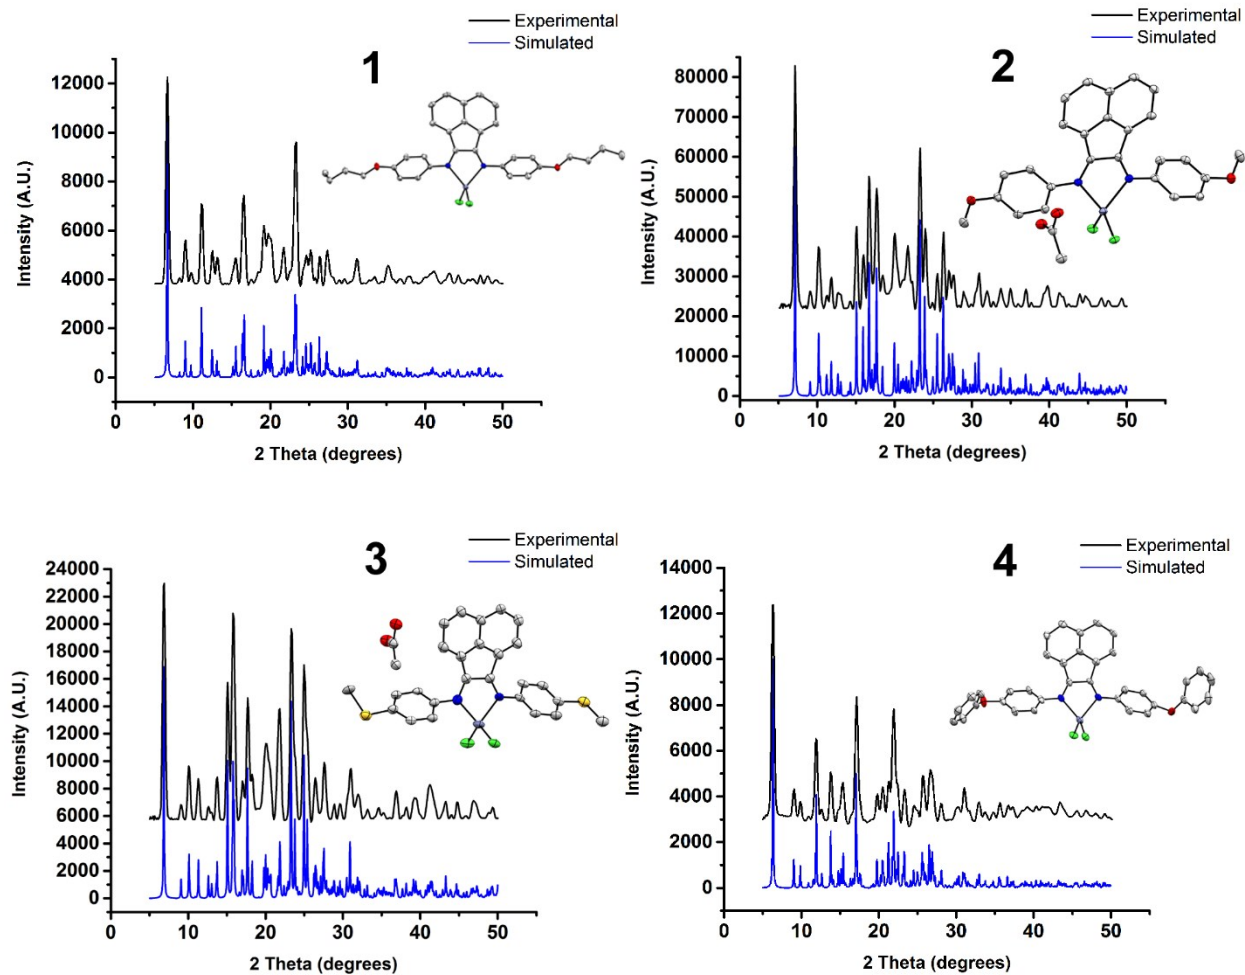 Experimental
Simulated
1
12000
10000
8000
6000
4000
2000
0
Intensity (A.U.)
0 10 20 30 40 50
2 Theta (degrees)
Experimental
Simulated
2
80000
70000
60000
50000
40000
30000
20000
10000
0
Intensity (A.U.)
0 10 20 30 40 50
2 Theta (degrees)
Experimental
Simulated
3
24000
22000
20000
18000
16000
14000
12000
10000
8000
6000
4000
2000
0
Intensity (A.U.)
0 10 20 30 40 50
2 Theta (degrees)
Experimental
Simulated
4
14000
12000
10000
8000
6000
4000
2000
0
Intensity (A.U.)
0 10 20 30 40 50
2 Theta (degrees)